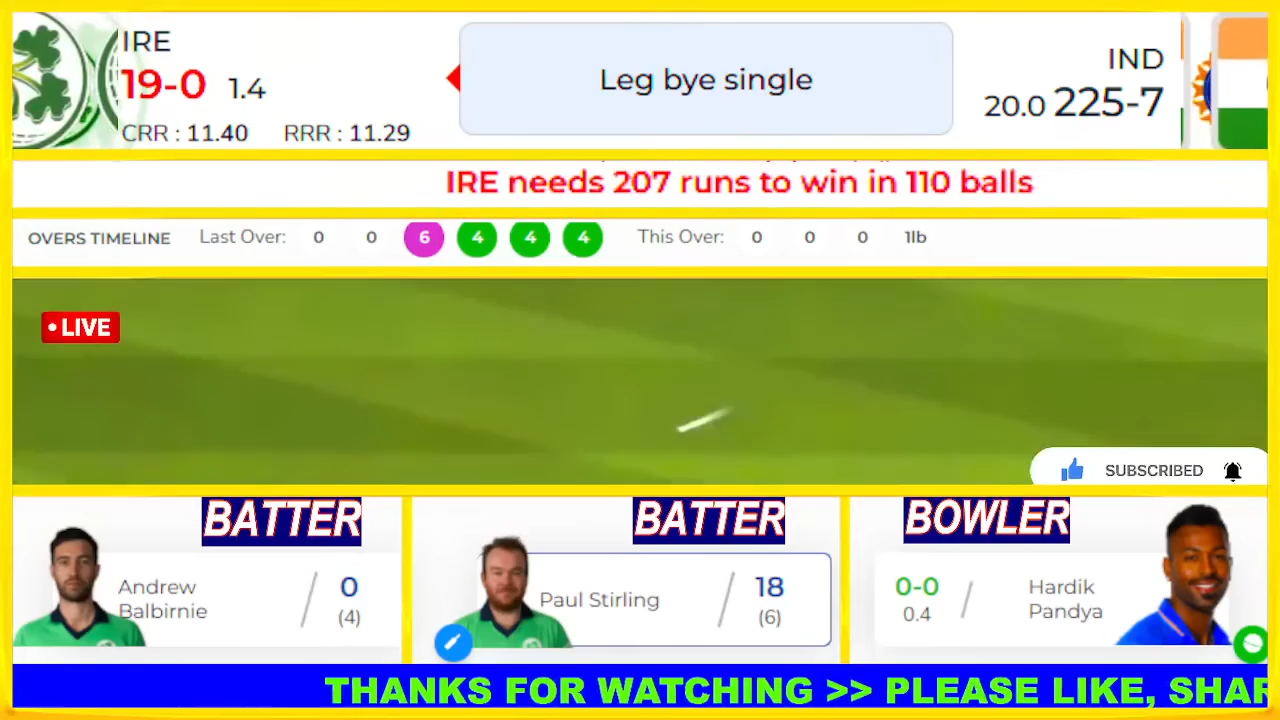 IRE
19-0 1.4
CRR : 11.40 RRR : 11.29
Leg bye single
IND
20.0 225-7
IRE needs 207 runs to win in 110 balls
OVERS TIMELINE Last Over: 0 0 6 4 4 4 This Over: 0 0 0 1lb
• LIVE
SUBSCRIBED
BATTER
Andrew
Balbirnie
0
(4)
BATTER
Paul Stirling
18
(6)
BOWLER
0-0
0.4
Hardik
Pandya
THANKS FOR WATCHING >> PLEASE LIKE, SHAR